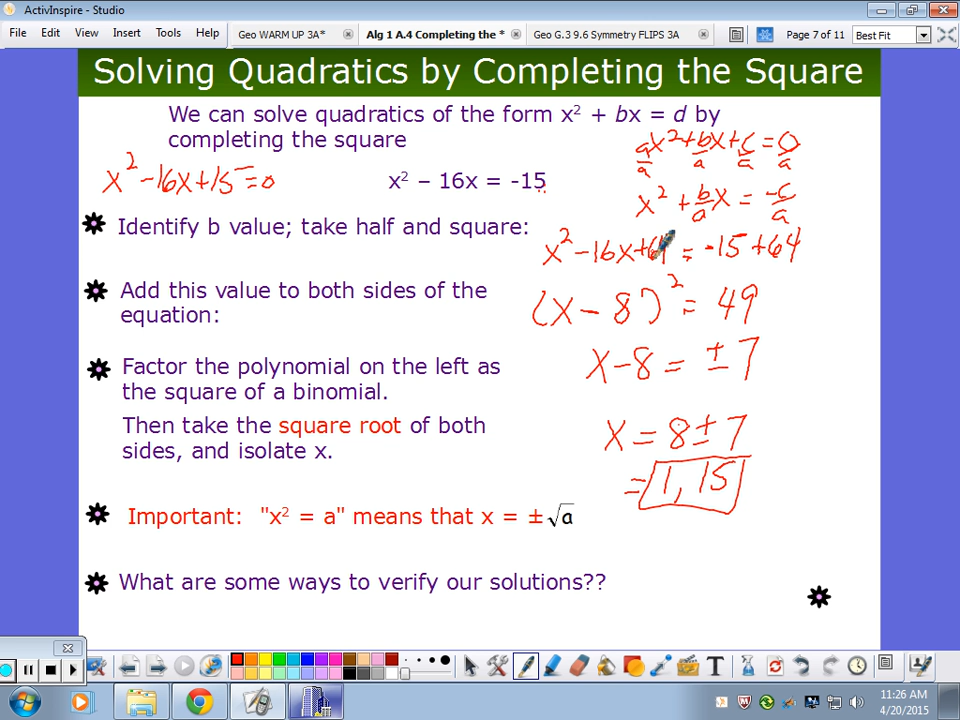 ActivInspire - Studio
File Edit View Insert Tools Help Geo WARM UP 3A* Alg 1 A.4 Completing the * Geo G.3 9.6 Symmetry FLIPS 3A Page 7 of 11 Best Fit
Solving Quadratics by Completing the Square
We can solve quadratics of the form x² + bx = d by
completing the square
ax²/a + bx/a + c/a = 0/a
x² - 16x + 15 = 0
x² – 16x = -15
x² + b/a x = -c/a
Identify b value; take half and square:
x² - 16x + 64 = -15 + 64
Add this value to both sides of the
equation:
(x - 8)² = 49
Factor the polynomial on the left as
the square of a binomial.
x - 8 = ± 7
Then take the square root of both
sides, and isolate x.
x = 8 ± 7
= 1, 15
Important: "x² = a" means that x = ±√a
What are some ways to verify our solutions??
11:26 AM
4/20/2015